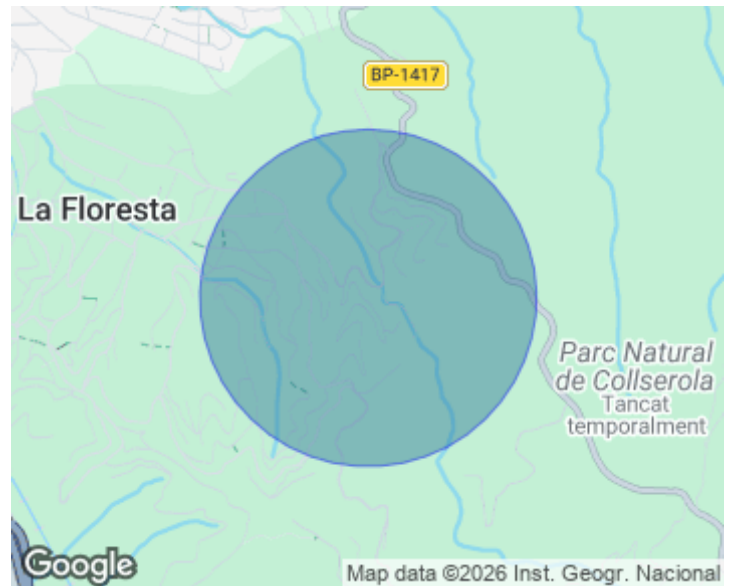 BP-1417
La Floresta
Parc Natural
de Collserola
Tancat
temporalment
Google
Map data ©2026 Inst. Geogr. Nacional